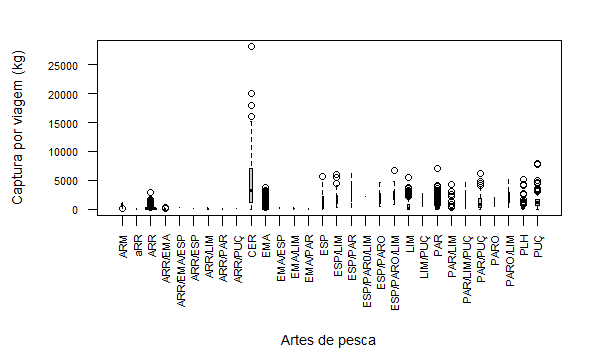 Captura por viagem (kg)
25000
20000
15000
10000
5000
0
ARM
aRR
ARR
ARR/EMA
ARR/EMA/ESP
ARR/ESP
ARR/LIM
ARR/PAR
ARR/PUÇ
CER
EMA
EMA/ESP
EMA/LIM
EMA/PAR
ESP
ESP/LIM
ESP/PAR
ESP/PAR0/LIM
ESP/PARO
ESP/PARO/LIM
LIM
LIM/PUÇ
PAR
PAR/LIM
PAR/LIM/PUÇ
PAR/PUÇ
PARO
PARO/LIM
PLH
PUÇ
Artes de pesca